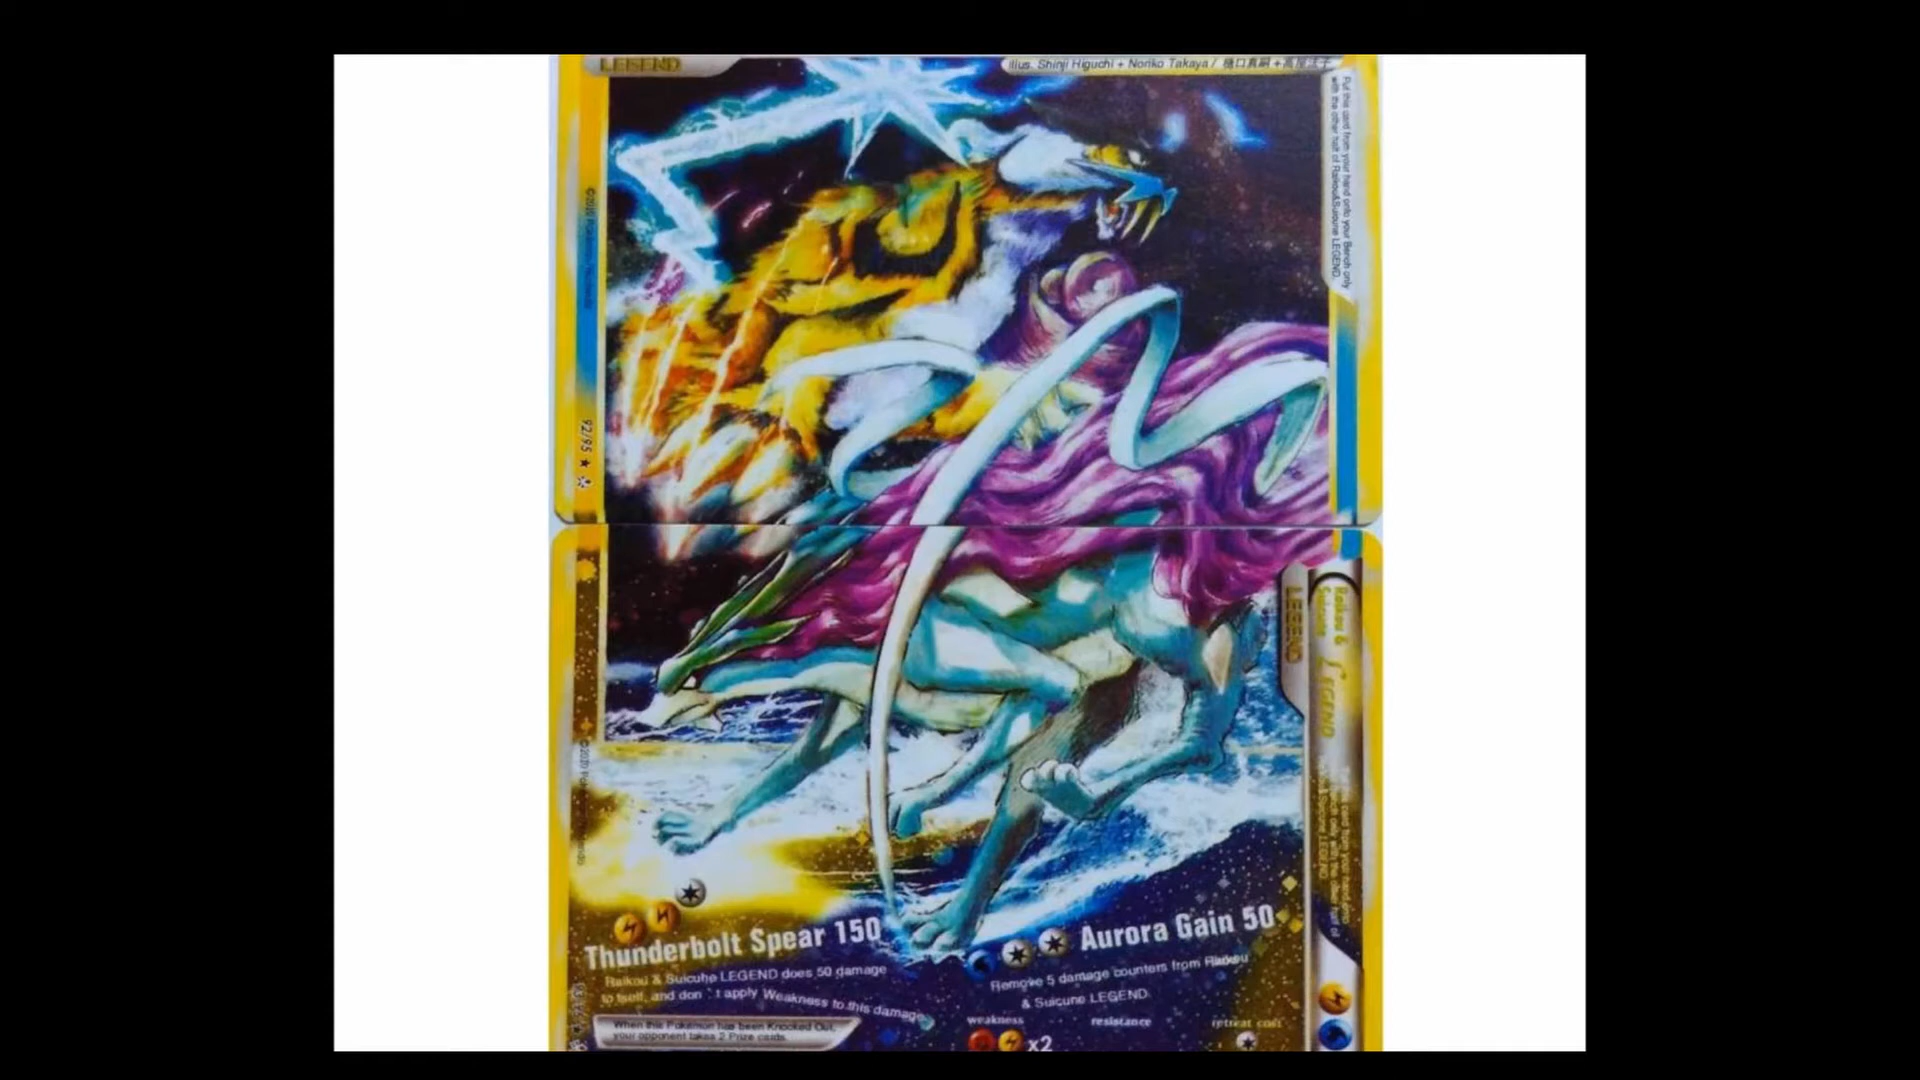 LEGEND
Illus. Shinji Higuchi + Noriko Takaya / 樋口真嗣+高屋法子
Put this card from your hand onto your Bench only
with the other half of Raikou&Suicune LEGEND.
92/95
Raikou &
Suicune
LEGEND
LEGEND
Thunderbolt Spear 150
Raikou & Suicune LEGEND does 50 damage
to itself, and don't apply Weakness to this damage.
Aurora Gain 50
Remove 5 damage counters from Raikou
& Suicune LEGEND.
When this Pokémon has been Knocked Out,
your opponent takes 2 Prize cards.
weakness
resistance
retreat cost
x2